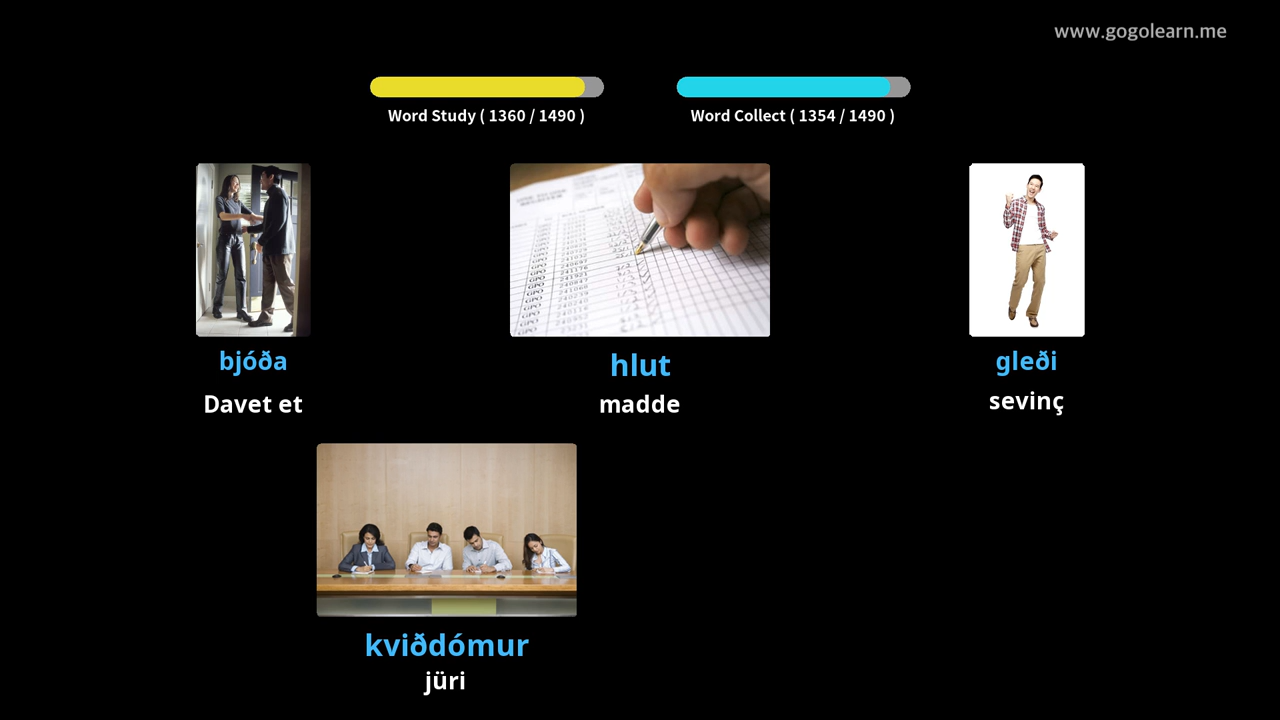 www.gogolearn.me
Word Study ( 1360 / 1490 )
Word Collect ( 1354 / 1490 )
bjóða
Davet et
hlut
madde
gleði
sevinç
kviðdómur
jüri